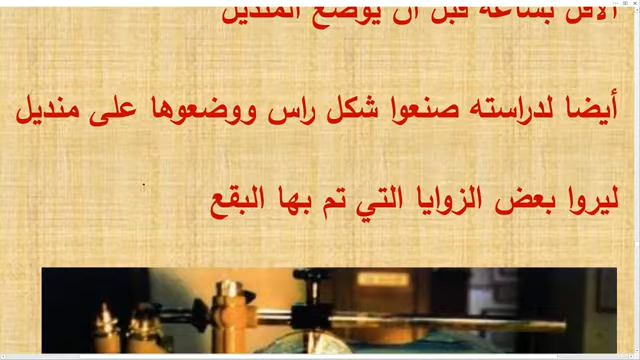 الأقل بساعة قبل أن يوضع المنديل
أيضا لدراسته صنعوا شكل راس ووضعوها على منديل
ليروا بعض الزوايا التي تم بها البقع